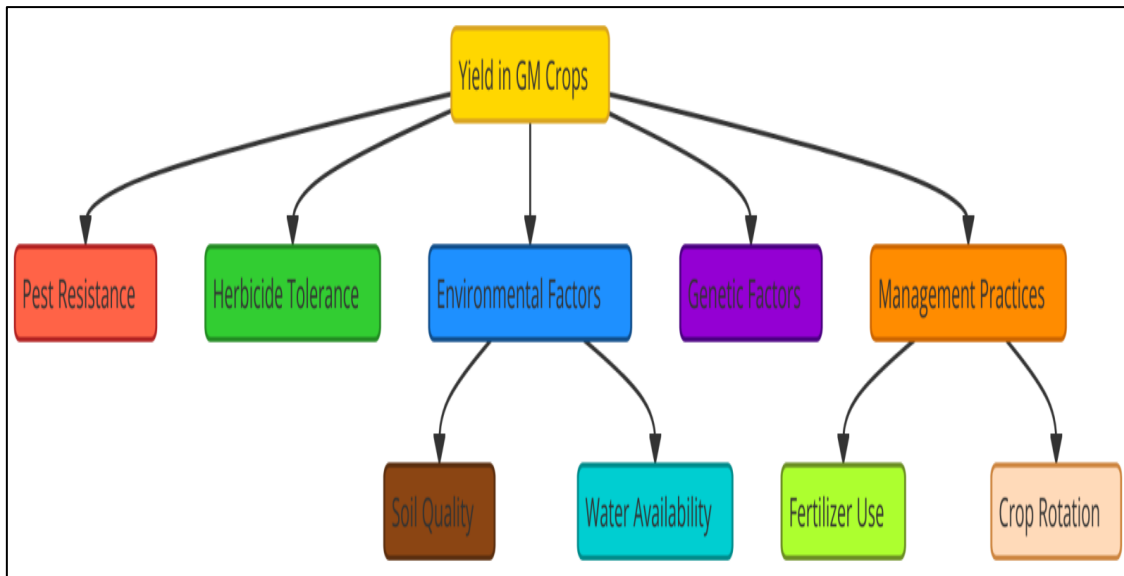 Yield in GM Crops
Pest Resistance
Herbicide Tolerance
Environmental Factors
Genetic Factors
Management Practices
Soil Quality
Water Availability
Fertilizer Use
Crop Rotation